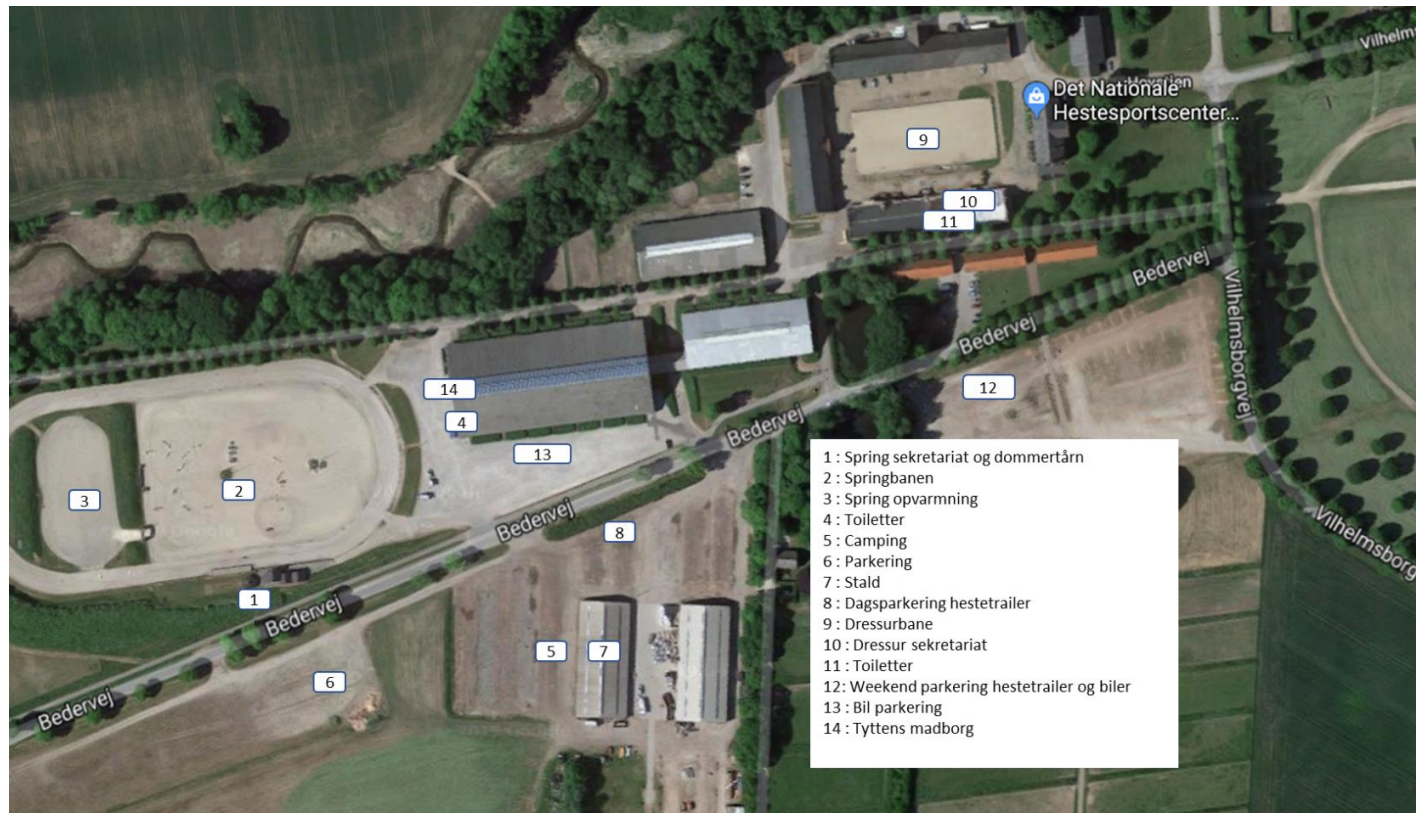 Vilhelms
Det Nationale
Hestesportscenter...
9
10
11
Bedervej
Vilhelmsborgvej
Bedervej
14
12
4
Bedervej
13
1 : Spring sekretariat og dommertårn
2 : Springbanen
3 : Spring opvarmning
4 : Toiletter
5 : Camping
6 : Parkering
7 : Stald
8 : Dagsparkering hestetrailer
9 : Dressurbane
10 : Dressur sekretariat
11 : Toiletter
12: Weekend parkering hestetrailer og biler
13 : Bil parkering
14 : Tyttens madborg
2
3
Bedervej
8
Vilhelmsborg
1
Bedervej
5
7
6
Bedervej